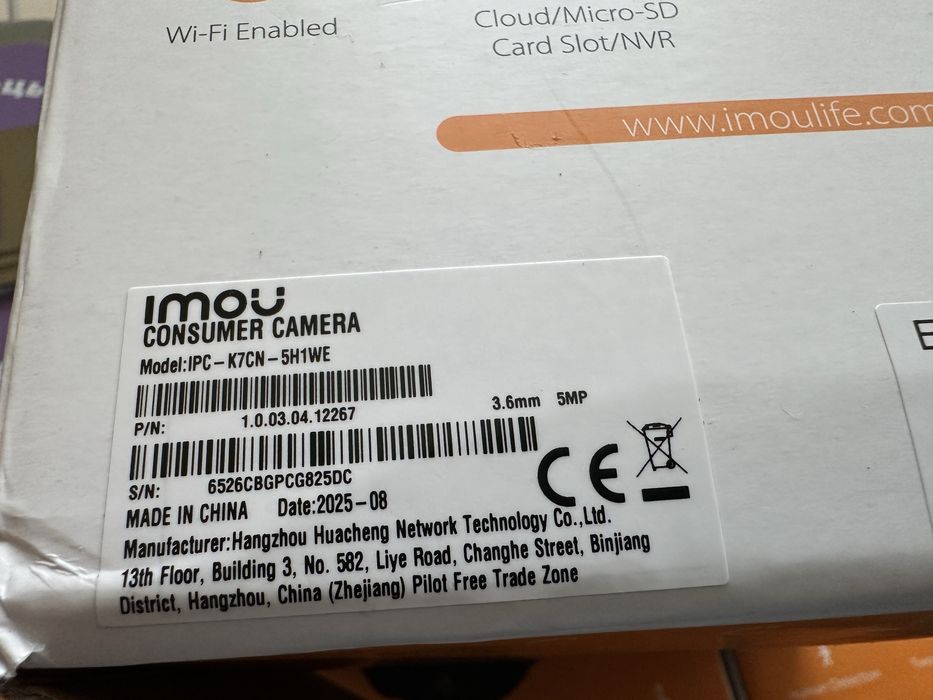 Wi-Fi Enabled
Cloud/Micro-SD
Card Slot/NVR
www.imoulife.com
imou
CONSUMER CAMERA
Model:IPC-K7CN-5H1WE
P/N: 1.0.03.04.12267
3.6mm 5MP
S/N: 6526CBGPCG825DC
CE
MADE IN CHINA Date:2025-08
Manufacturer:Hangzhou Huacheng Network Technology Co.,Ltd.
13th Floor, Building 3, No. 582, Liye Road, Changhe Street, Binjiang
District, Hangzhou, China (Zhejiang) Pilot Free Trade Zone